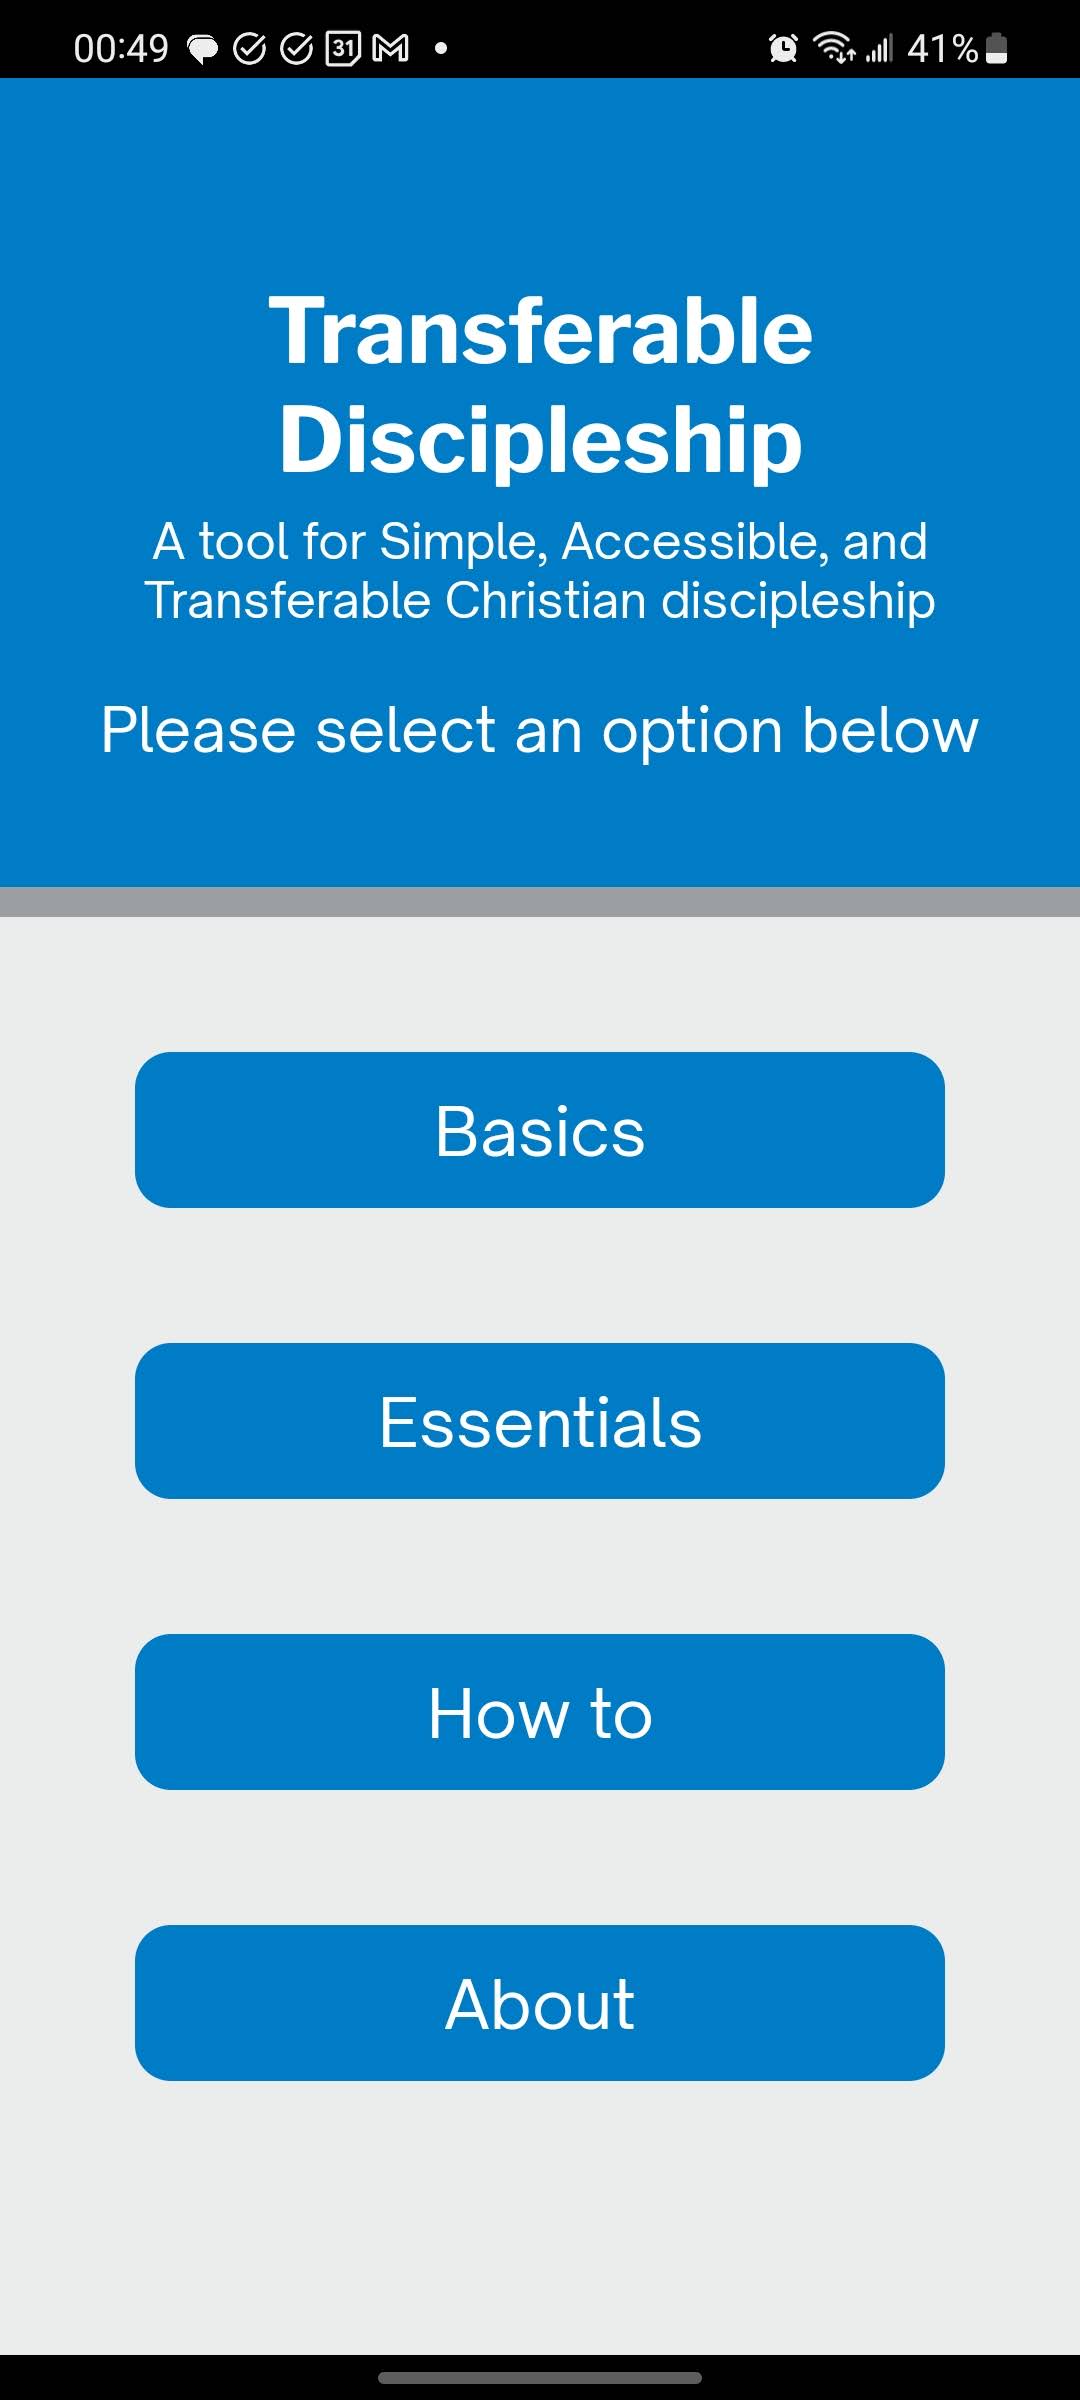 00:49
31
41%
Transferable
Discipleship
A tool for Simple, Accessible, and
Transferable Christian discipleship
Please select an option below
Basics
Essentials
How to
About